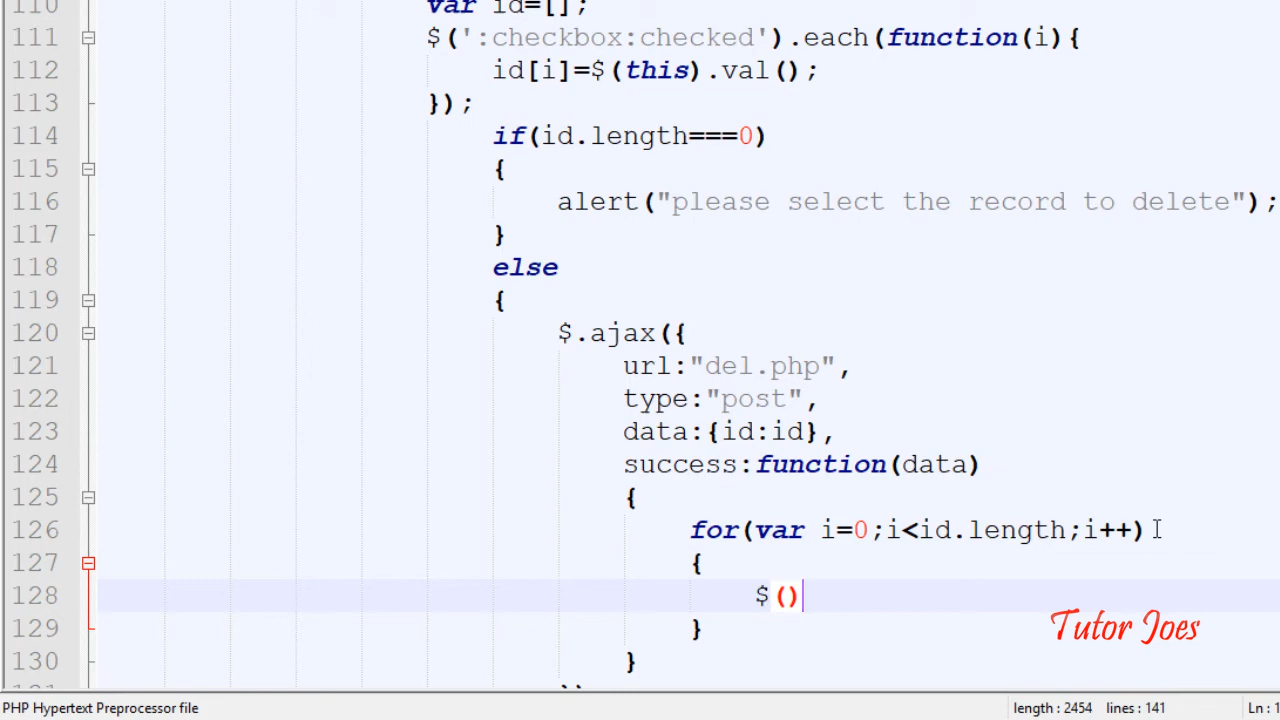 110 var id=[];
111 $(':checkbox:checked').each(function(i){
112 id[i]=$(this).val();
113 });
114 if(id.length===0)
115 {
116 alert("please select the record to delete");
117 }
118 else
119 {
120 $.ajax({
121 url:"del.php",
122 type:"post",
123 data:{id:id},
124 success:function(data)
125 {
126 for(var i=0;i<id.length;i++)
127 {
128 $()
129 }
130 }
Tutor Joes
PHP Hypertext Preprocessor file length : 2454 lines : 141 Ln : 1